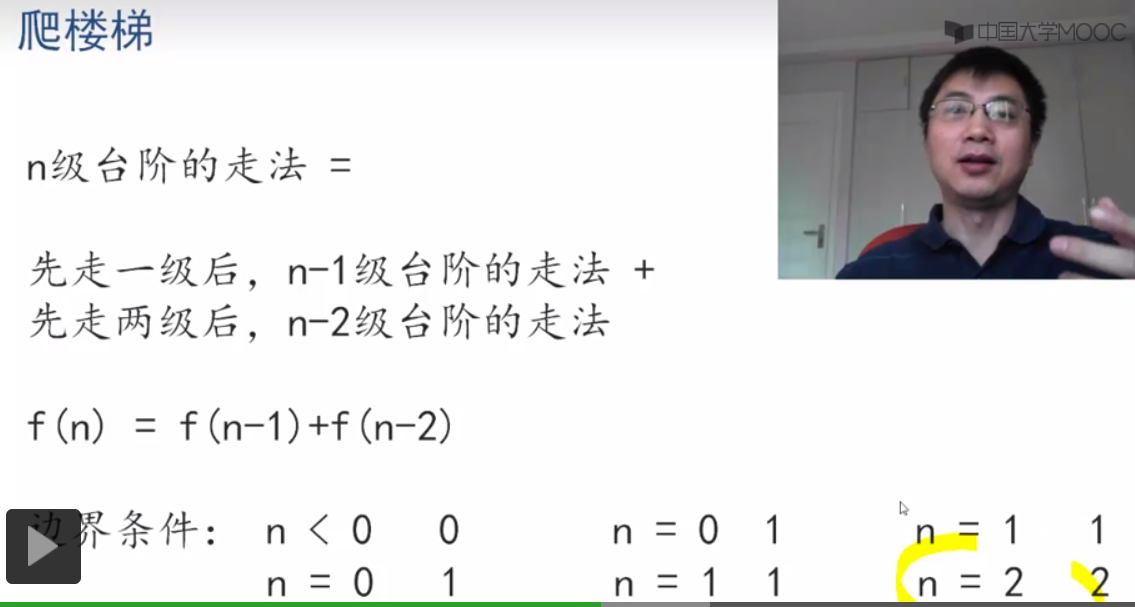 爬楼梯
中国大学MOOC
n级台阶的走法 =
先走一级后，n-1级台阶的走法 +
先走两级后，n-2级台阶的走法
f(n) = f(n-1)+f(n-2)
边界条件： n < 0 0 n = 0 1 n = 1 1
n = 0 1 n = 1 1 n = 2 2